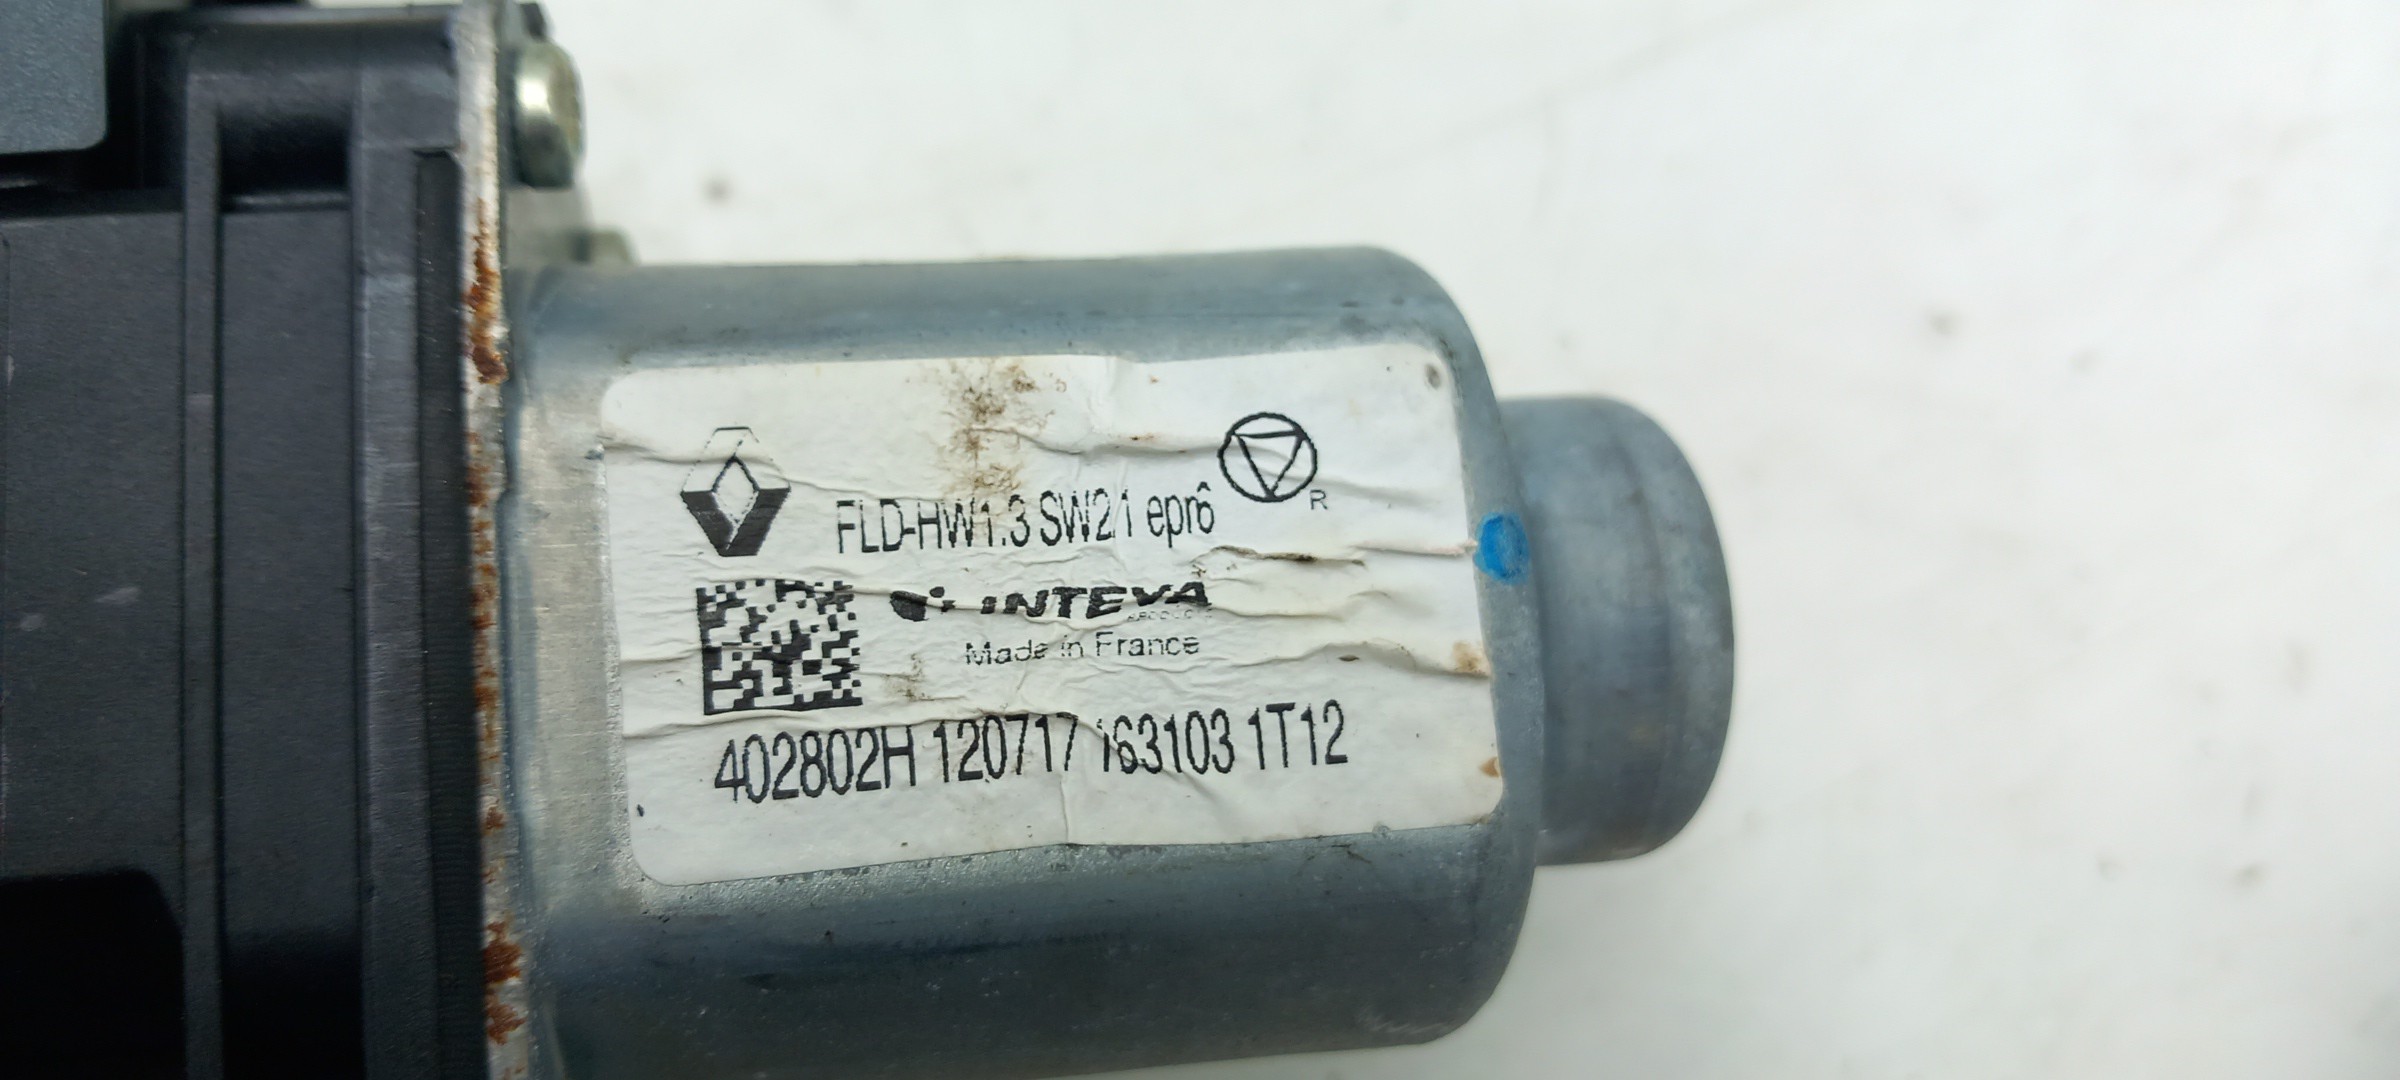 FLD-HW1.3 SW2.1 epr6
R
INTEVA
Made in France
402802H 120717 163103 1T12